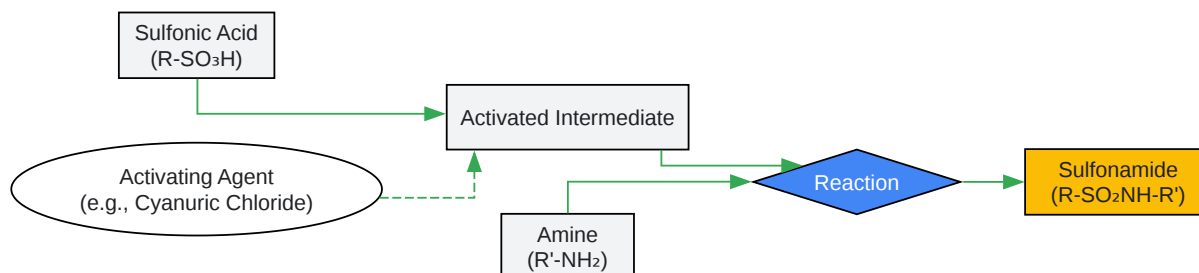 Sulfonic Acid
(R-SO₃H)
Activated Intermediate
Activating Agent
(e.g., Cyanuric Chloride)
Reaction
Sulfonamide
(R-SO₂NH-R')
Amine
(R'-NH₂)